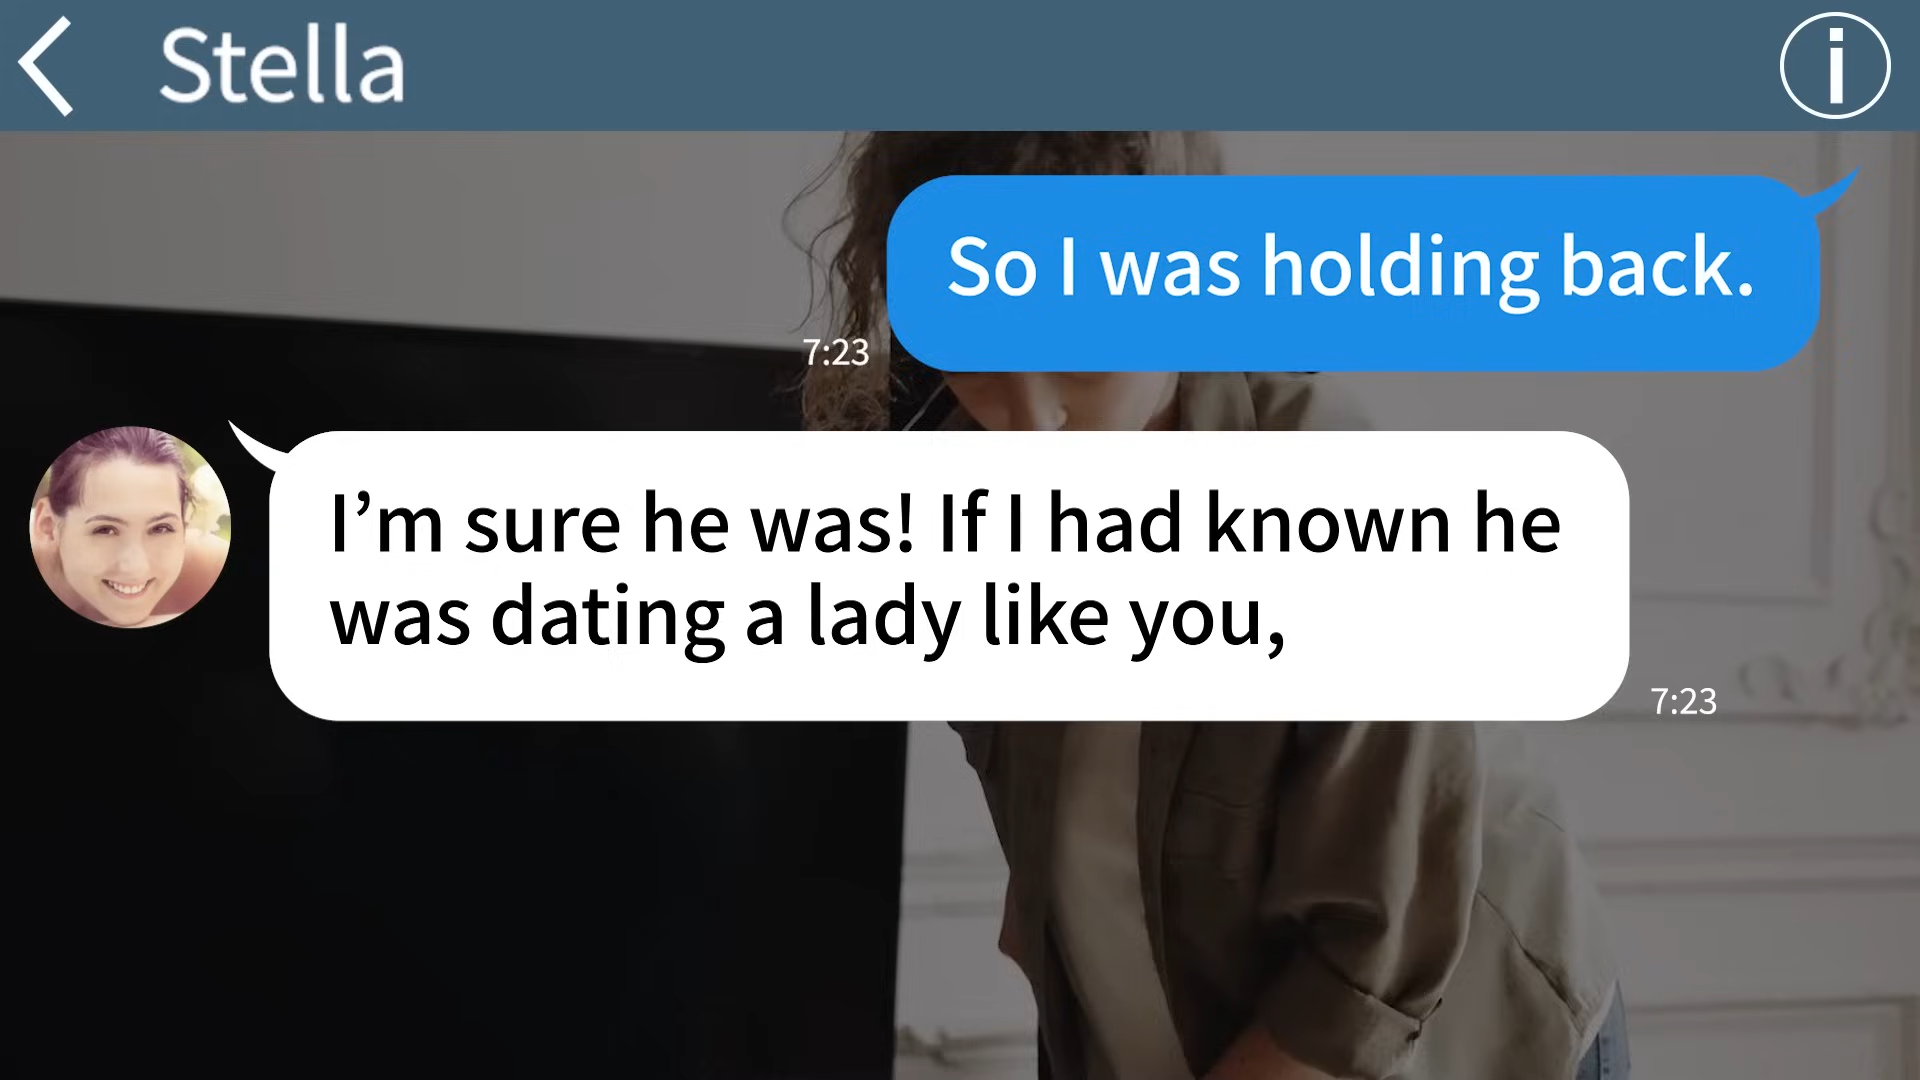 Stella
i
So I was holding back.
7:23
I’m sure he was! If I had known he
was dating a lady like you,
7:23